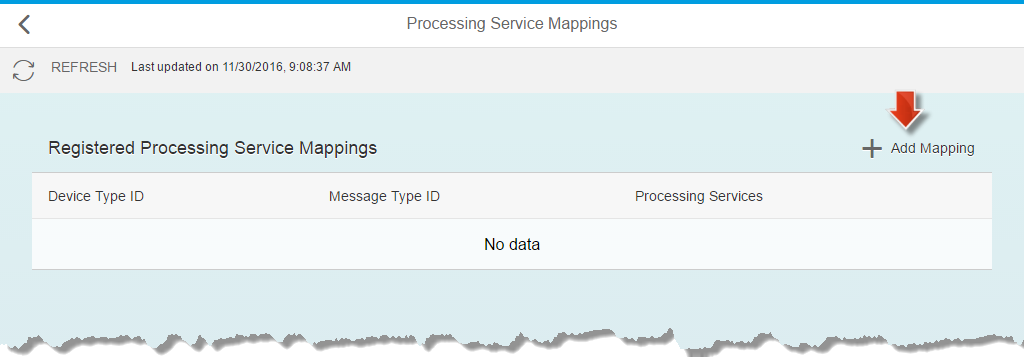 Processing Service Mappings
REFRESH Last updated on 11/30/2016, 9:08:37 AM
Registered Processing Service Mappings Add Mapping
Device Type ID Message Type ID Processing Services
No data